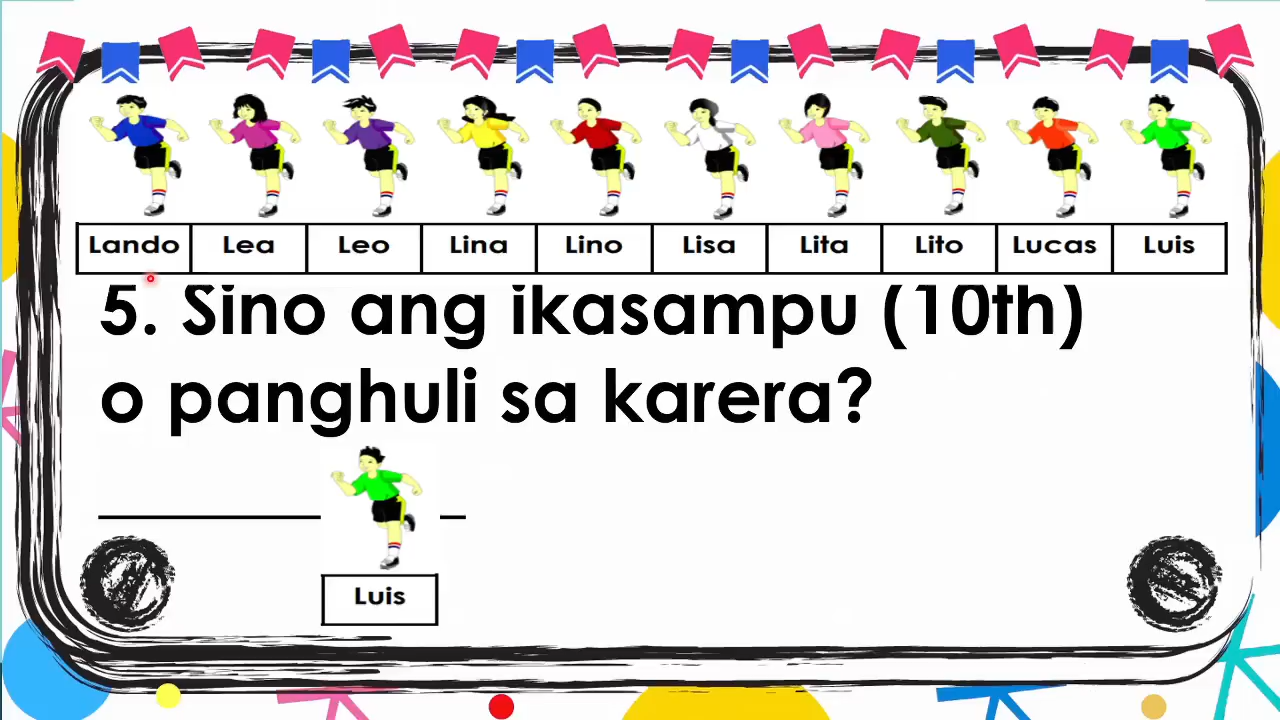 Lando Lea Leo Lina Lino Lisa Lita Lito Lucas Luis
5. Sino ang ikasampu (10th)
o panghuli sa karera?
Luis